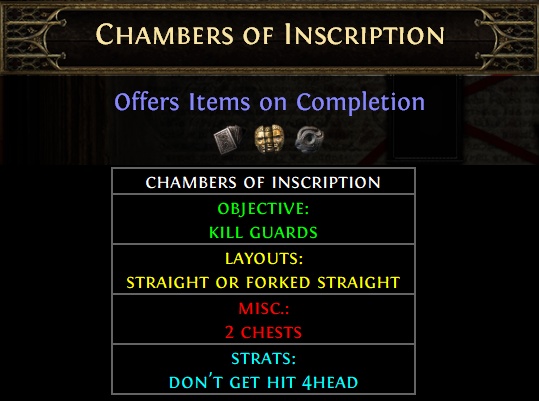 Chambers of Inscription
Offers Items on Completion
CHAMBERS OF INSCRIPTION
OBJECTIVE:
KILL GUARDS
LAYOUTS:
STRAIGHT OR FORKED STRAIGHT
MISC.:
2 CHESTS
STRATS:
DON'T GET HIT 4HEAD